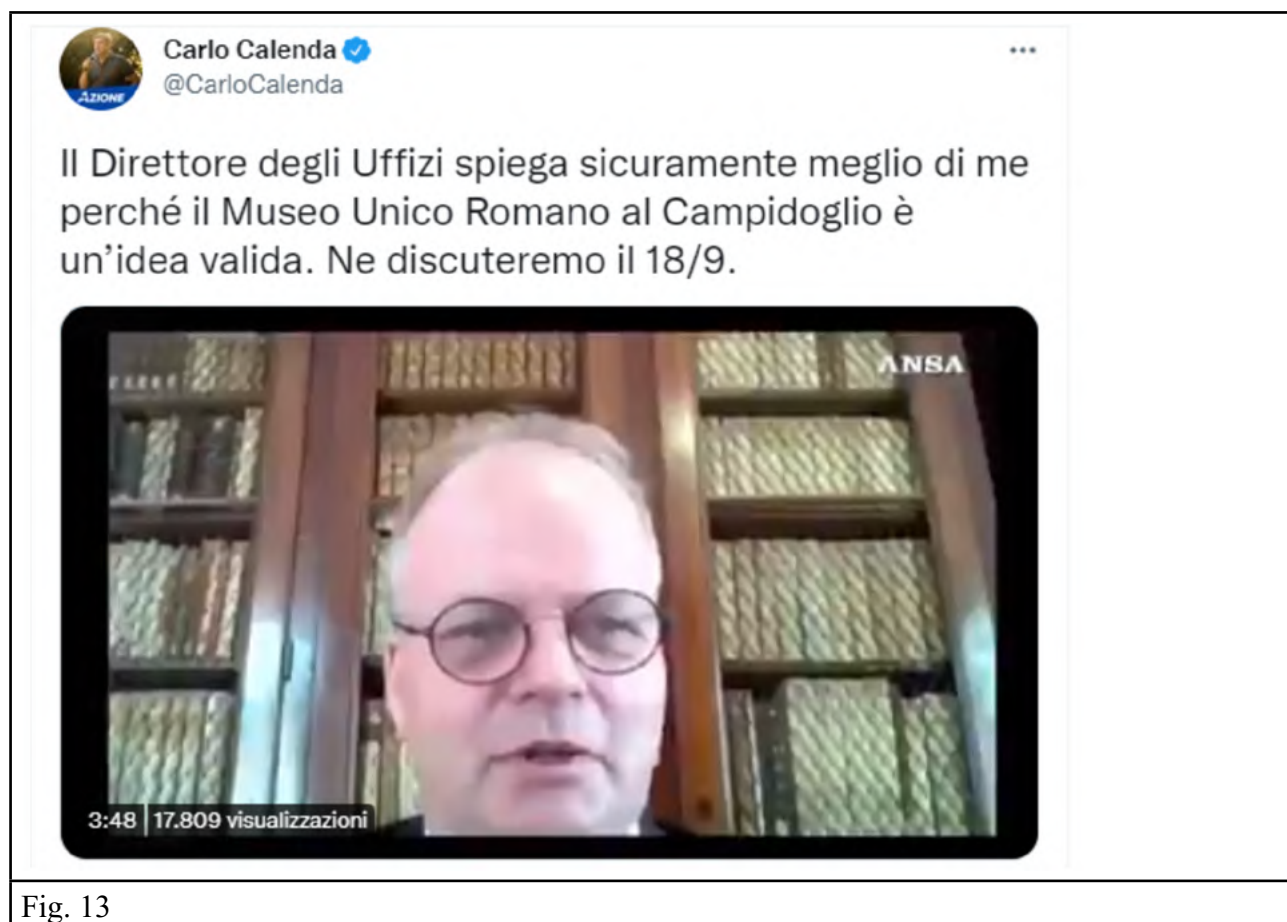 Carlo Calenda
@CarloCalenda
AZIONE
Il Direttore degli Uffizi spiega sicuramente meglio di me
perché il Museo Unico Romano al Campidoglio è
un’idea valida. Ne discuteremo il 18/9.
ANSA
3:48 17.809 visualizzazioni
Fig. 13